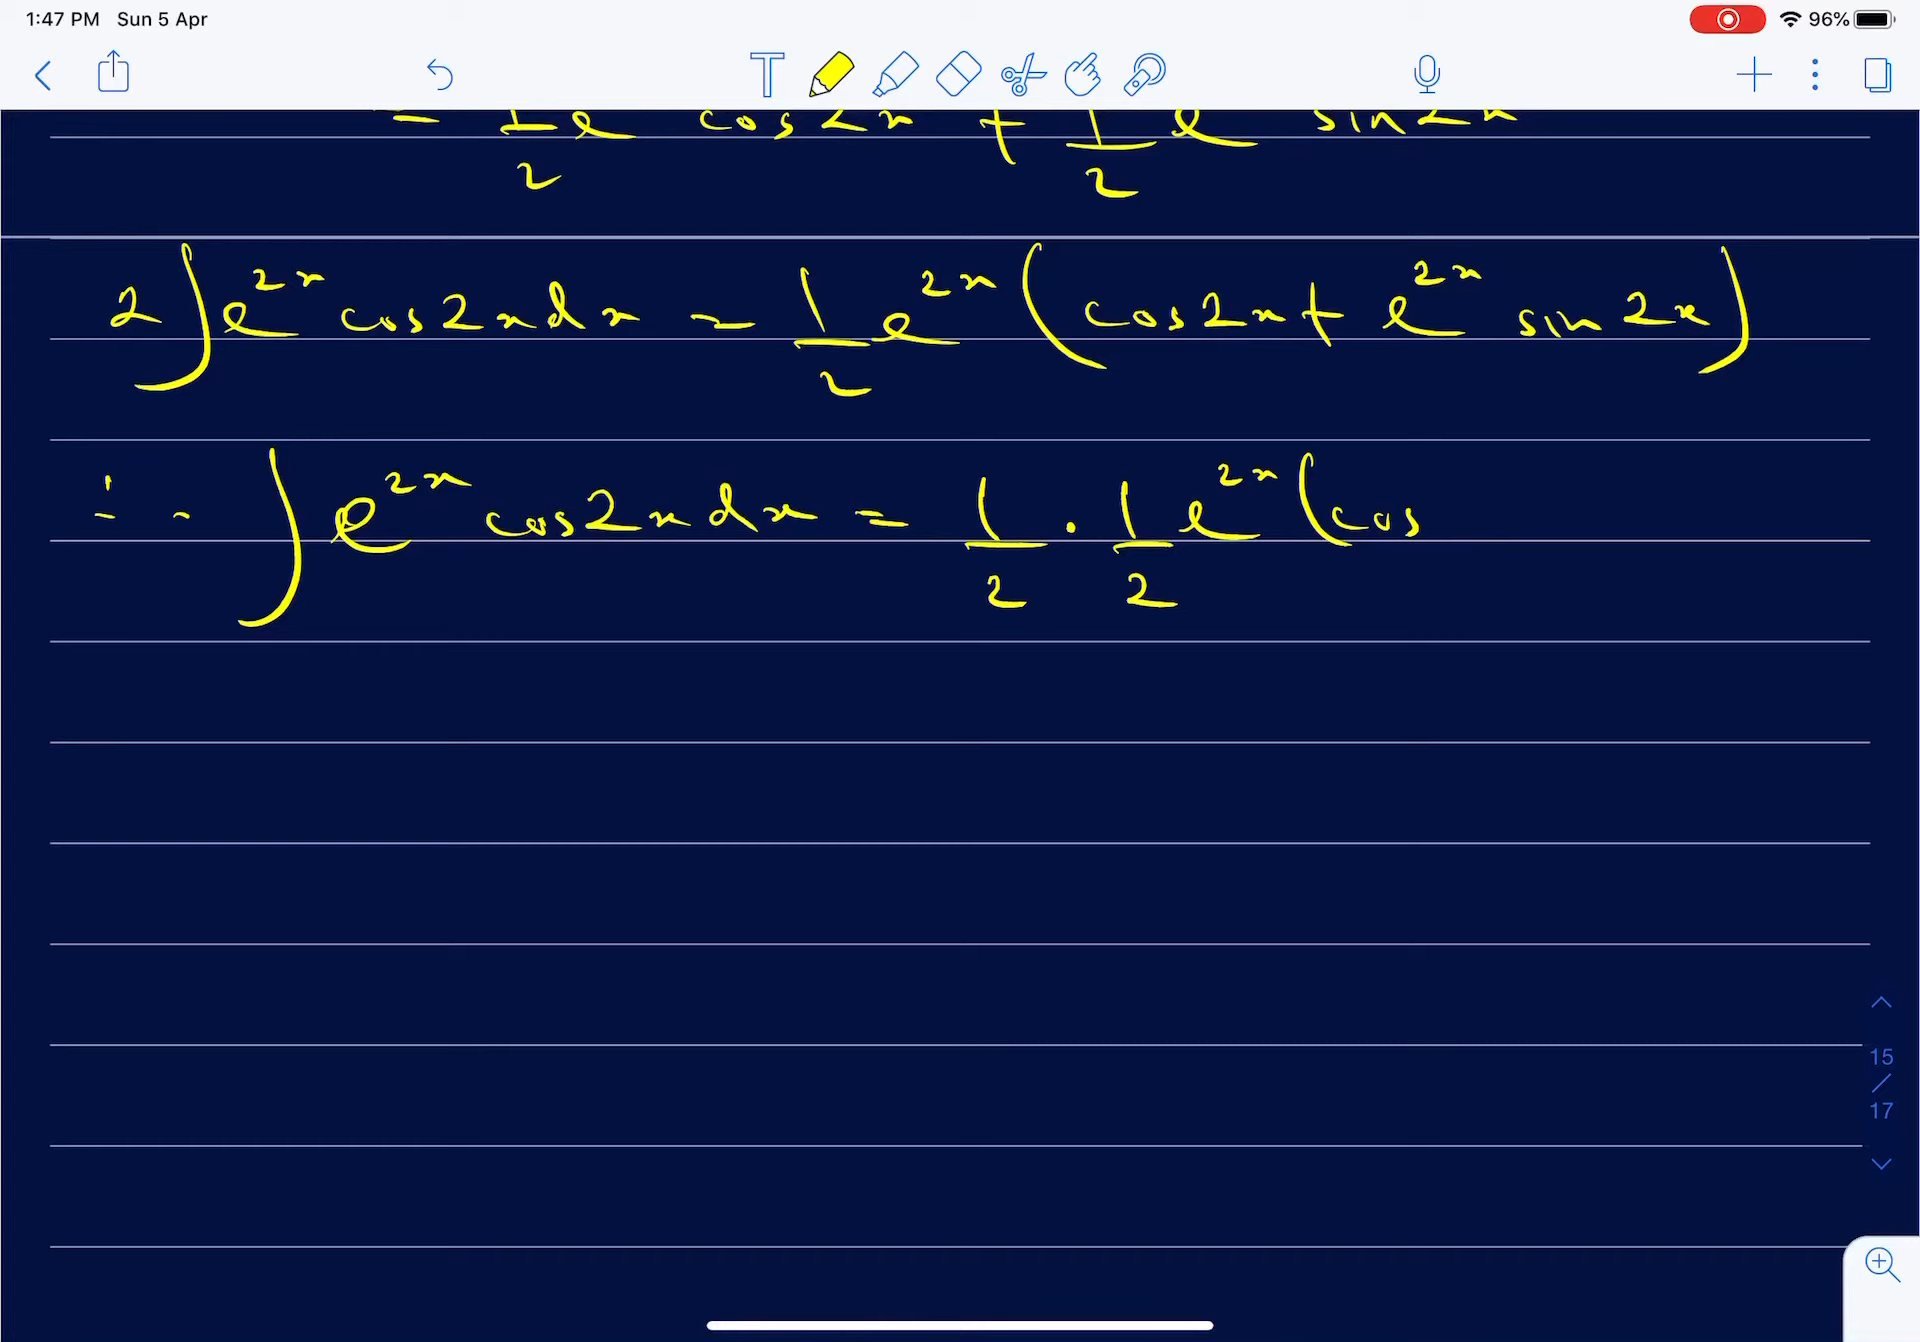 1:47 PM Sun 5 Apr 96%
T
= 1/2 e cos 2x + 1/2 e sin 2x
2∫e^{2x} cos 2x dx = 1/2 e^{2x} (cos 2x + e^{2x} sin 2x)
∴ ∫ e^{2x} cos 2x dx = 1/2 · 1/2 e^{2x} (cos
15
/
17